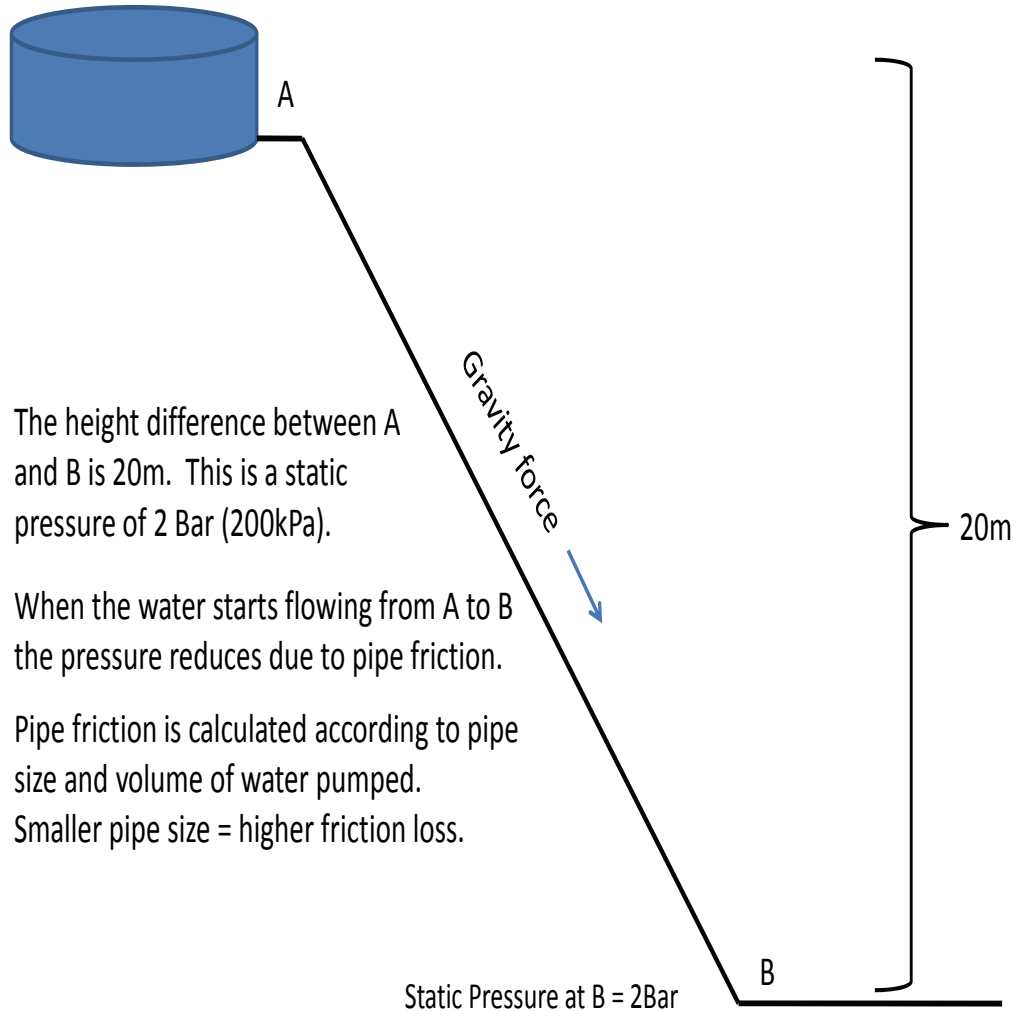 A
Gravity force
The height difference between A
and B is 20m.  This is a static
pressure of 2 Bar (200kPa).
20m
When the water starts flowing from A to B
the pressure reduces due to pipe friction.
Pipe friction is calculated according to pipe
size and volume of water pumped.
Smaller pipe size = higher friction loss.
B
Static Pressure at B = 2Bar